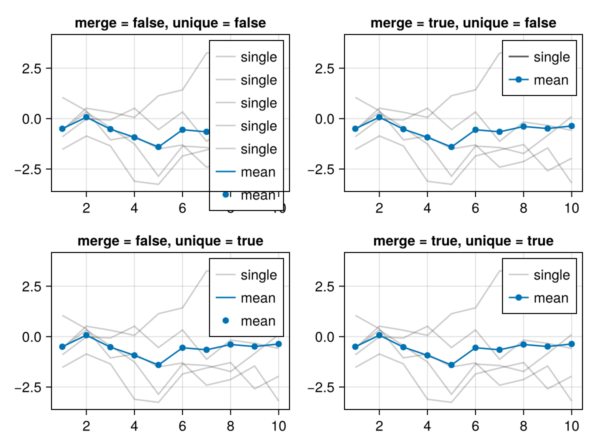 merge = false, unique = false
2.5
0.0
−2.5
single
single
single
single
single
mean
mean
2 4 6 8 10
merge = true, unique = false
2.5
0.0
−2.5
single
mean
2 4 6 8 10
merge = false, unique = true
2.5
0.0
−2.5
single
mean
mean
2 4 6 8 10
merge = true, unique = true
2.5
0.0
−2.5
single
mean
2 4 6 8 10